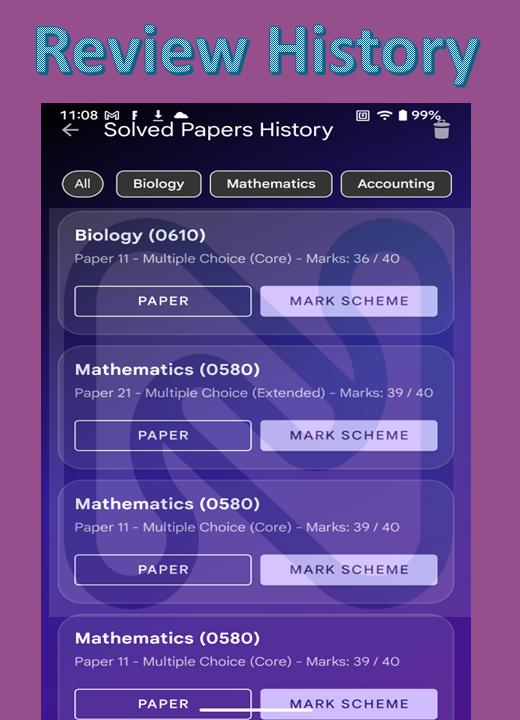 Review History
11:08 99%
Solved Papers History
All Biology Mathematics Accounting
Biology (0610)
Paper 11 - Multiple Choice (Core) - Marks: 36 / 40
PAPER MARK SCHEME
Mathematics (0580)
Paper 21 - Multiple Choice (Extended) - Marks: 39 / 40
PAPER MARK SCHEME
Mathematics (0580)
Paper 11 - Multiple Choice (Core) - Marks: 39 / 40
PAPER MARK SCHEME
Mathematics (0580)
Paper 11 - Multiple Choice (Core) - Marks: 39 / 40
PAPER MARK SCHEME